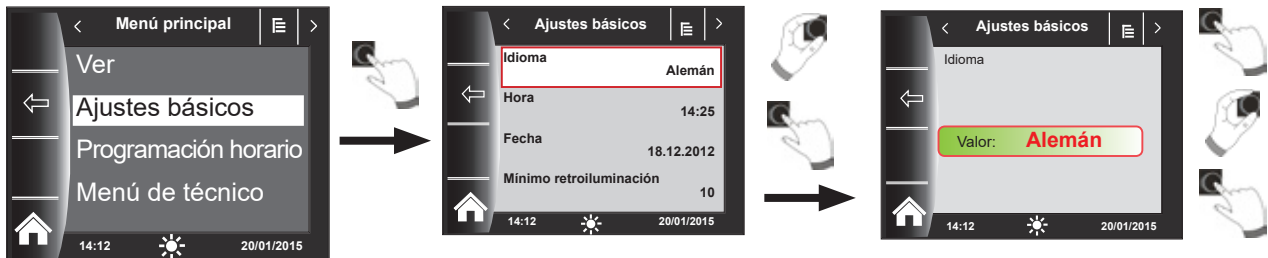 Menú principal
Ver
Ajustes básicos
Programación horario
Menú de técnico
14:12 20/01/2015
Ajustes básicos
Idioma
Alemán
Hora
14:25
Fecha
18.12.2012
Mínimo retroiluminación
10
14:12 20/01/2015
Ajustes básicos
Idioma
Valor: Alemán
14:12 20/01/2015